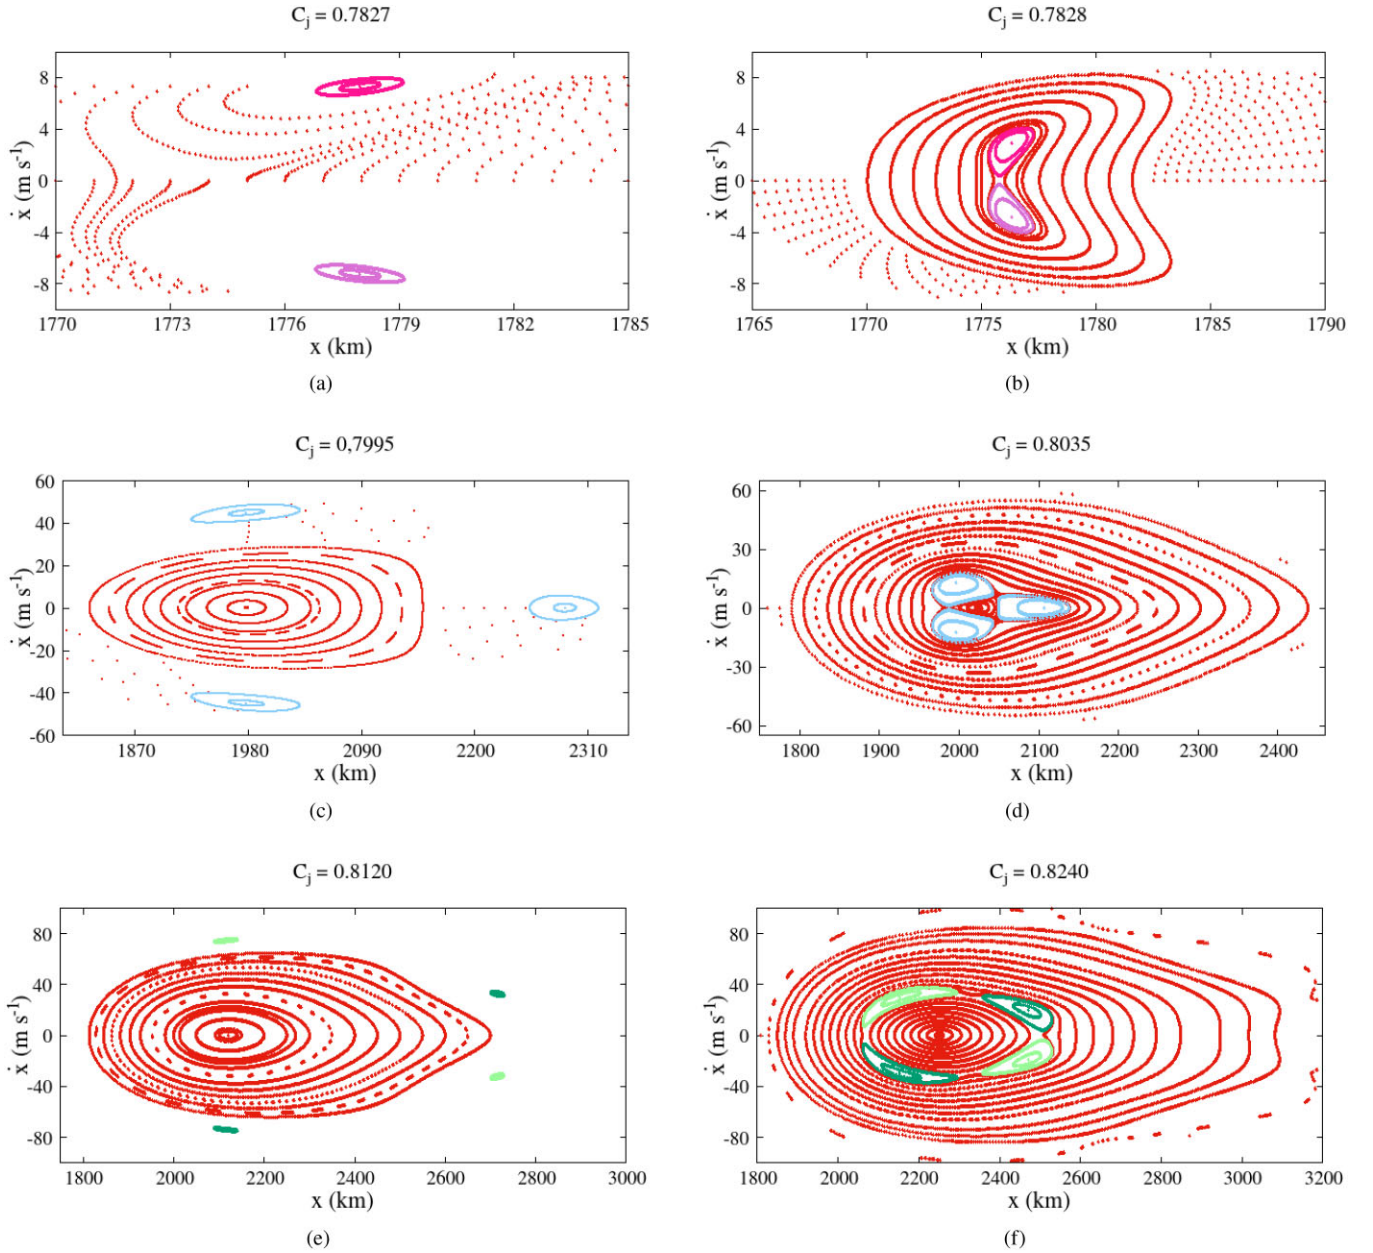 C_j = 0.7827
8
4
0
-4
-8
ẋ (m s⁻¹)
1770 1773 1776 1779 1782 1785
x (km)
(a)
C_j = 0.7828
8
4
0
-4
-8
ẋ (m s⁻¹)
1765 1770 1775 1780 1785 1790
x (km)
(b)
C_j = 0,7995
60
40
20
0
-20
-40
-60
ẋ (m s⁻¹)
1870 1980 2090 2200 2310
x (km)
(c)
C_j = 0.8035
60
30
0
-30
-60
ẋ (m s⁻¹)
1800 1900 2000 2100 2200 2300 2400
x (km)
(d)
C_j = 0.8120
80
40
0
-40
-80
ẋ (m s⁻¹)
1800 2000 2200 2400 2600 2800 3000
x (km)
(e)
C_j = 0.8240
80
40
0
-40
-80
ẋ (m s⁻¹)
1800 2000 2200 2400 2600 2800 3000 3200
x (km)
(f)